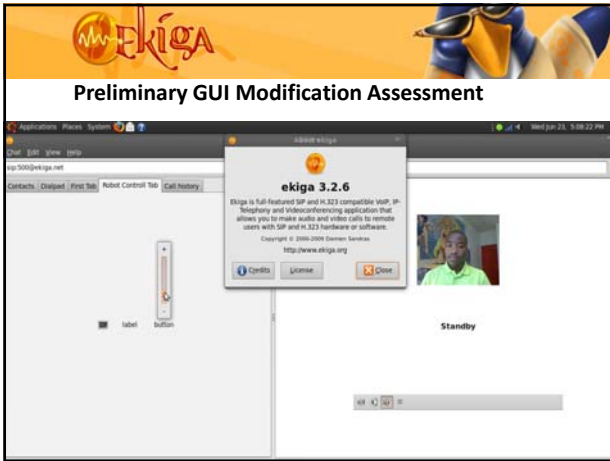 eKigA
Preliminary GUI Modification Assessment
Applications Places System
Wed Jun 23, 5:08:22 PM
About ekiga
Chat Edit View Help
sip:500@ekiga.net
Contacts Dialpad First Tab Robot Controll Tab Call history
ekiga 3.2.6
Ekiga is full-featured SIP and H.323 compatible VoIP, IP-
Telephony and Videoconferencing application that
allows you to make audio and video calls to remote
users with SIP and H.323 hardware or software.
Copyright © 2000-2009 Damien Sandras
http://www.ekiga.org
Credits License Close
label button
Standby